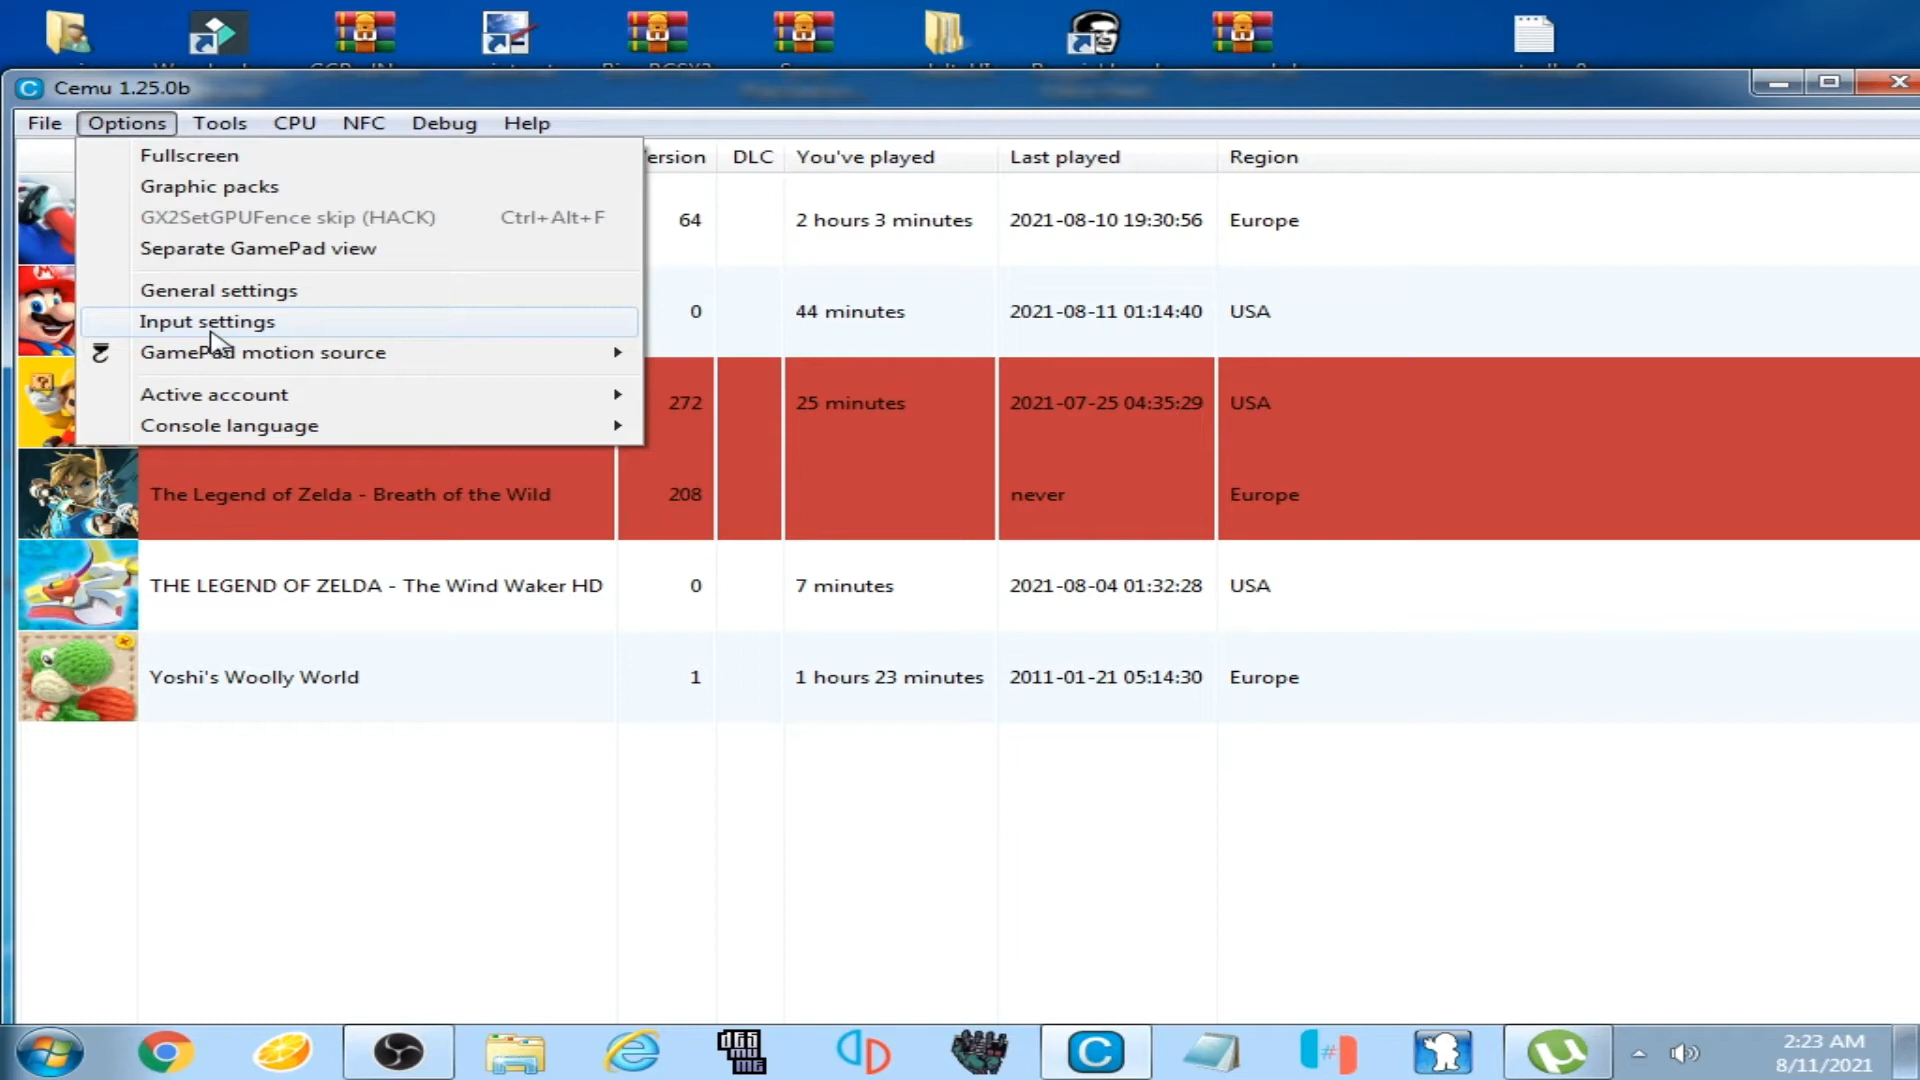 Cemu 1.25.0b
File Options Tools CPU NFC Debug Help
Fullscreen
Graphic packs
GX2SetGPUFence skip (HACK) Ctrl+Alt+F
Separate GamePad view
General settings
Input settings
GamePad motion source
Active account
Console language
ersion DLC You've played Last played Region
64 2 hours 3 minutes 2021-08-10 19:30:56 Europe
0 44 minutes 2021-08-11 01:14:40 USA
272 25 minutes 2021-07-25 04:35:29 USA
The Legend of Zelda - Breath of the Wild 208 never Europe
THE LEGEND OF ZELDA - The Wind Waker HD 0 7 minutes 2021-08-04 01:32:28 USA
Yoshi's Woolly World 1 1 hours 23 minutes 2011-01-21 05:14:30 Europe
2:23 AM
8/11/2021